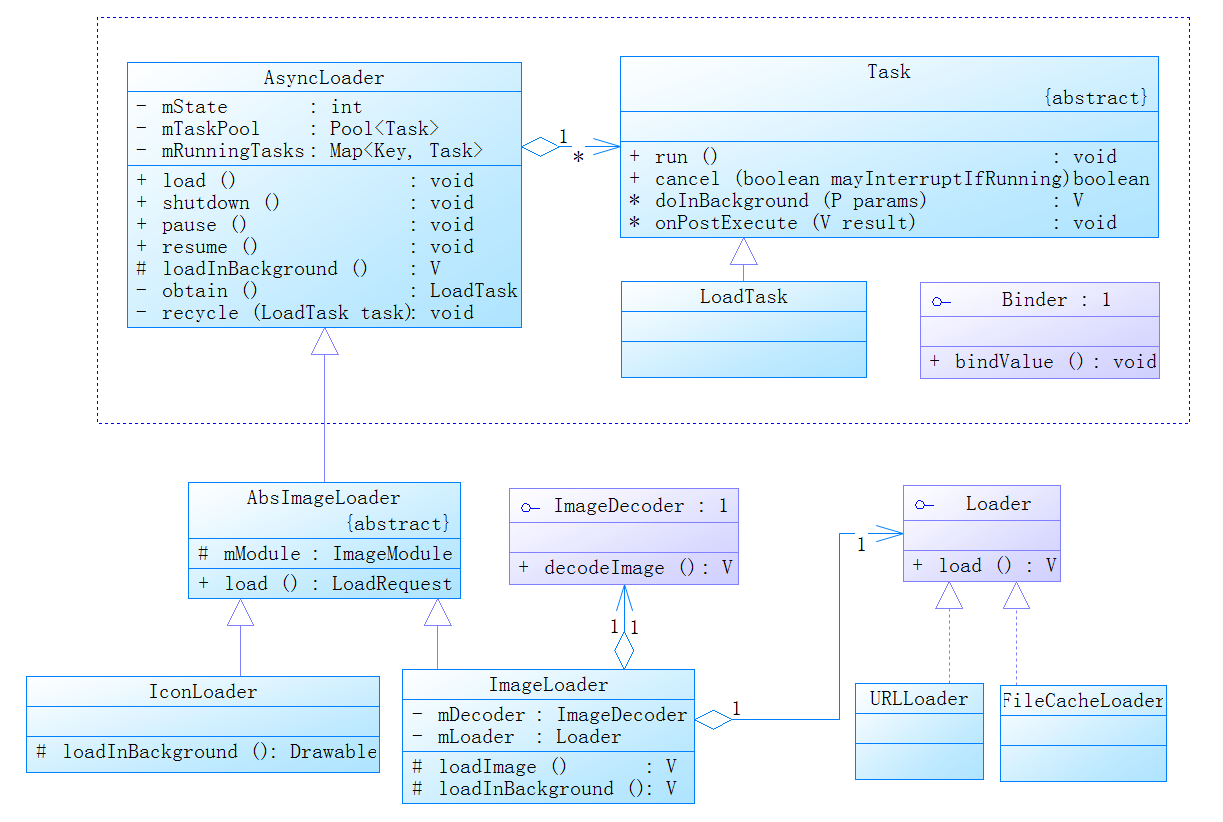 AsyncLoader
- mState : int
- mTaskPool : Pool<Task>
- mRunningTasks : Map<Key, Task>
+ load () : void
+ shutdown () : void
+ pause () : void
+ resume () : void
# loadInBackground () : V
- obtain () : LoadTask
- recycle (LoadTask task): void
1
*
Task
{abstract}
+ run () : void
+ cancel (boolean mayInterruptIfRunning)boolean
* doInBackground (P params) : V
* onPostExecute (V result) : void
LoadTask
Binder : 1
+ bindValue () : void
AbsImageLoader
{abstract}
# mModule : ImageModule
+ load () : LoadRequest
ImageDecoder : 1
+ decodeImage () : V
Loader
+ load () : V
1
1 1
IconLoader
# loadInBackground (): Drawable
ImageLoader
- mDecoder : ImageDecoder
- mLoader : Loader
# loadImage () : V
# loadInBackground (): V
1
URLLoader
FileCacheLoader